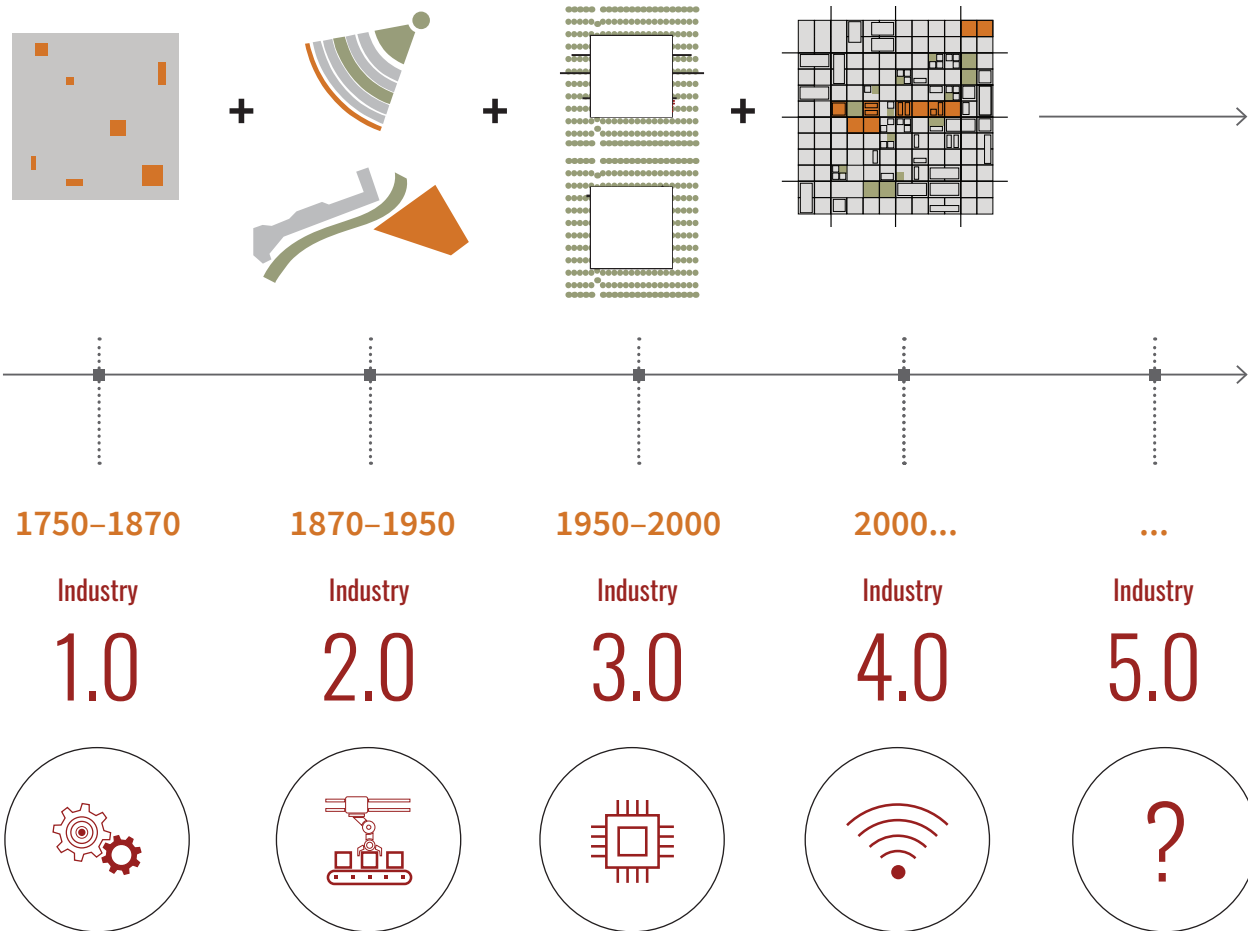 + + +
1750–1870
Industry
1.0
1870–1950
Industry
2.0
1950–2000
Industry
3.0
2000...
Industry
4.0
...
Industry
5.0
?